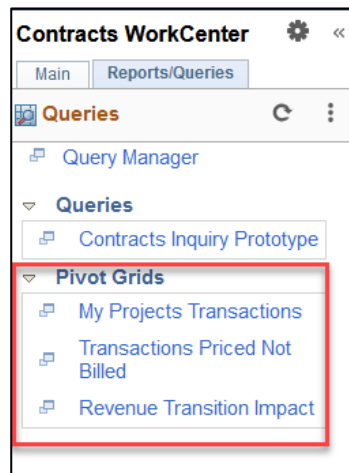 Contracts WorkCenter
Main Reports/Queries
Queries
Query Manager
Queries
Contracts Inquiry Prototype
Pivot Grids
My Projects Transactions
Transactions Priced Not
Billed
Revenue Transition Impact